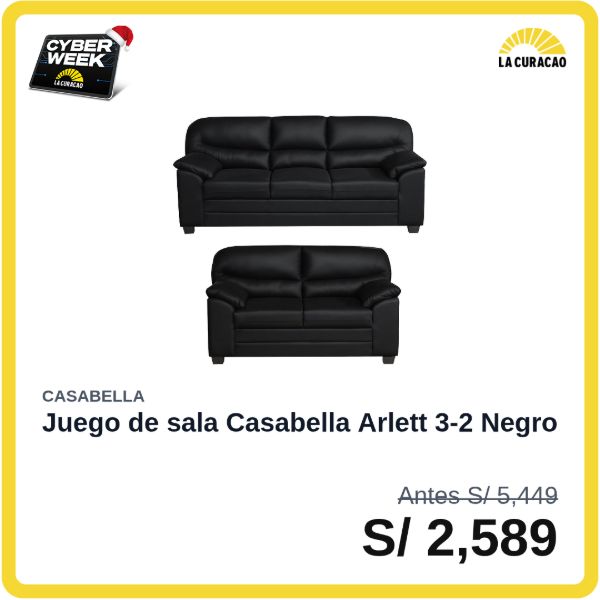 CYBER
WEEK
LA CURACAO
LA CURACAO
CASABELLA
Juego de sala Casabella Arlett 3-2 Negro
Antes S/ 5,449
S/ 2,589